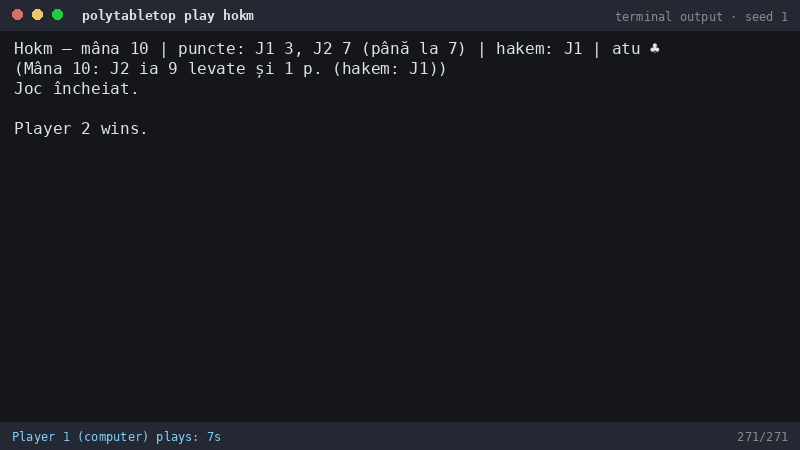 polytabletop play hokm
terminal output · seed 1
Hokm — mâna 10 | puncte: J1 3, J2 7 (până la 7) | hakem: J1 | atu ♣
(Mâna 10: J2 ia 9 levate și 1 p. (hakem: J1))
Joc încheiat.
Player 2 wins.
Player 1 (computer) plays: 7s
271/271